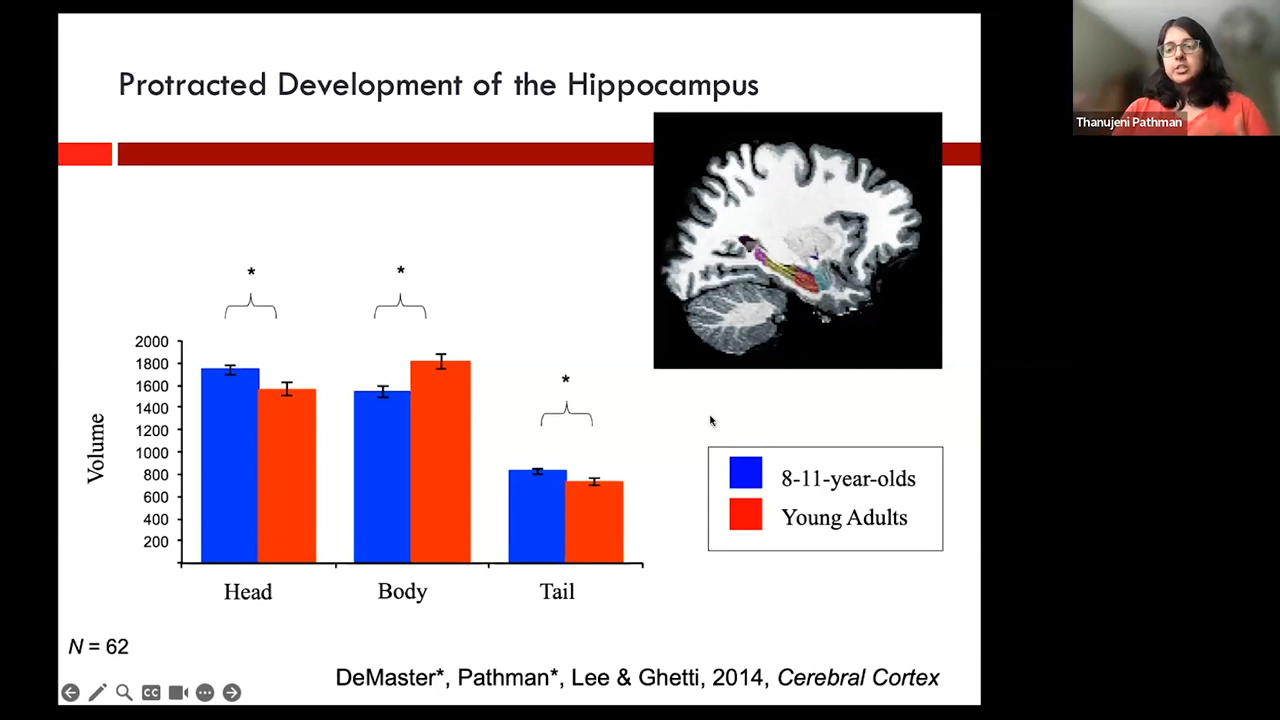 Protracted Development of the Hippocampus
Thanujeni Pathman
*
*
*
2000
1800
1600
1400
1200
1000
800
600
400
200
Volume
Head
Body
Tail
8-11-year-olds
Young Adults
N = 62
DeMaster*, Pathman*, Lee & Ghetti, 2014, Cerebral Cortex
CC